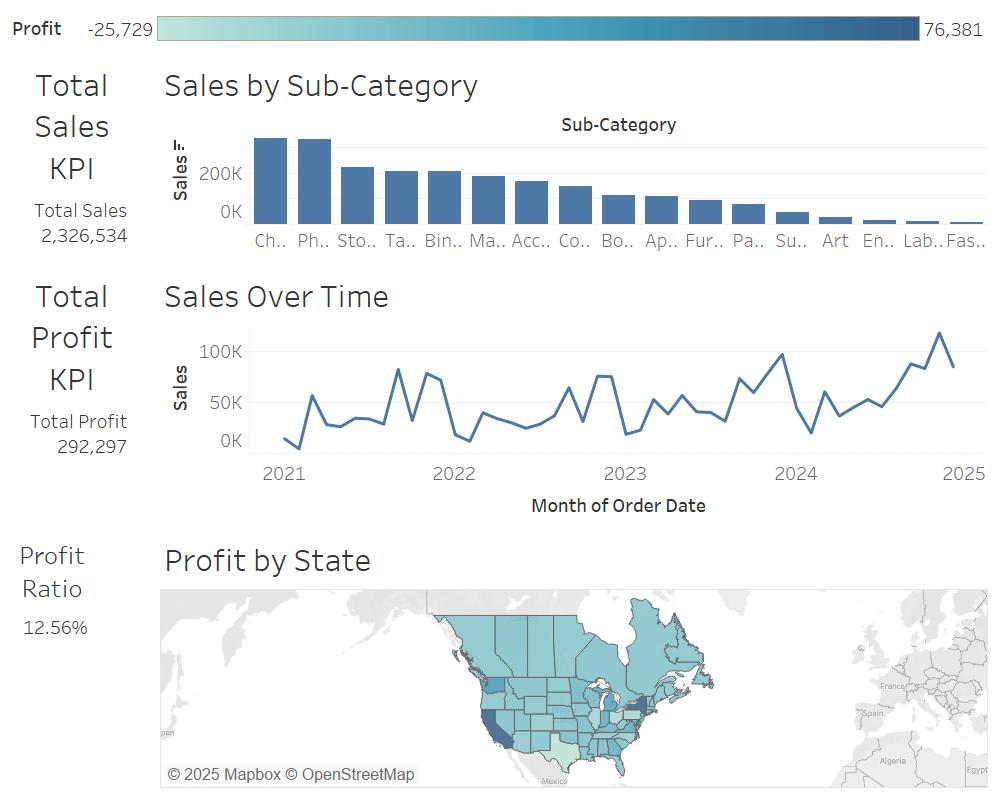 Profit -25,729 76,381
Total
Sales
KPI
Total Sales
2,326,534
Sales by Sub-Category
Sub-Category
Sales
200K
0K
Ch.. Ph.. Sto.. Ta.. Bin.. Ma.. Acc.. Co.. Bo.. Ap.. Fur.. Pa.. Su.. Art En.. Lab.. Fas..
Total
Profit
KPI
Total Profit
292,297
Sales Over Time
Sales
100K
50K
0K
2021 2022 2023 2024 2025
Month of Order Date
Profit
Ratio
12.56%
Profit by State
France
Spain
pan
Algeria
Egypt
Mexico
© 2025 Mapbox © OpenStreetMap